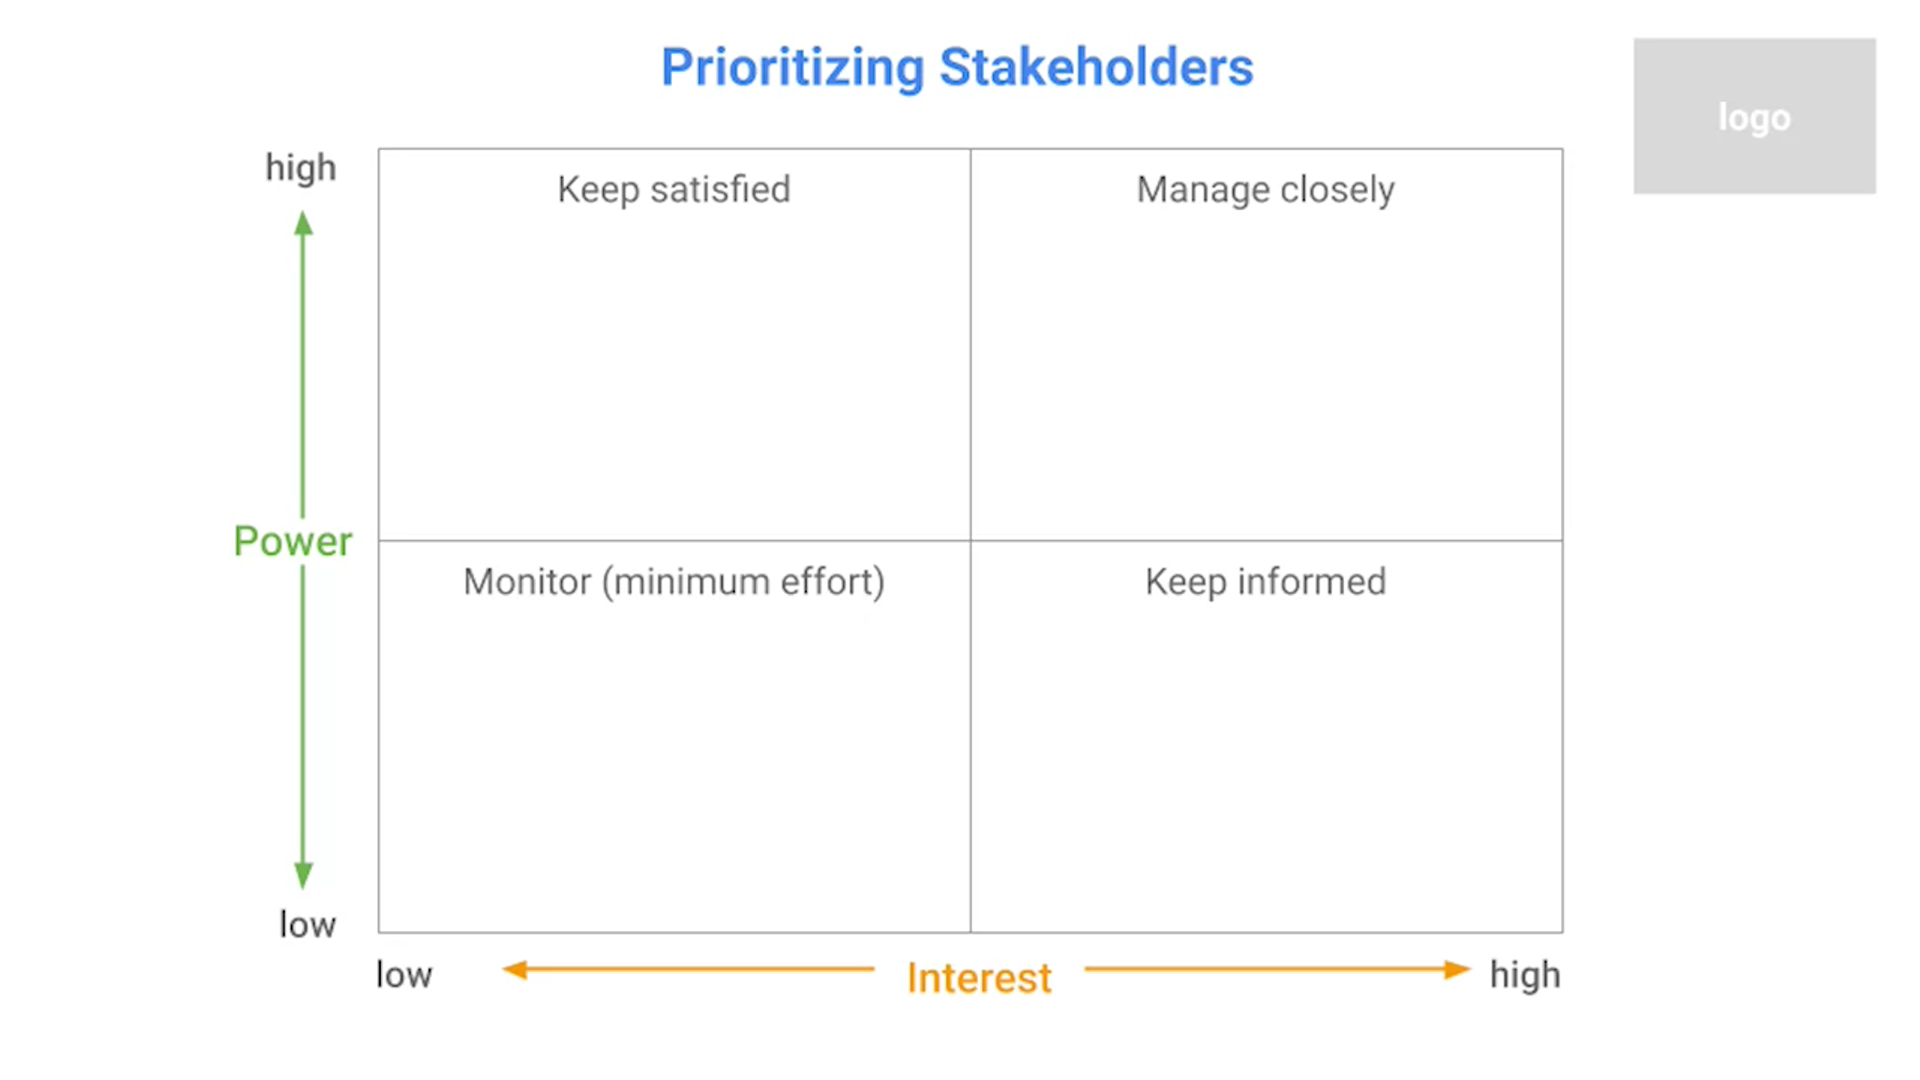 Prioritizing Stakeholders
logo
high
Keep satisfied
Manage closely
Power
Monitor (minimum effort)
Keep informed
low
low
Interest
high